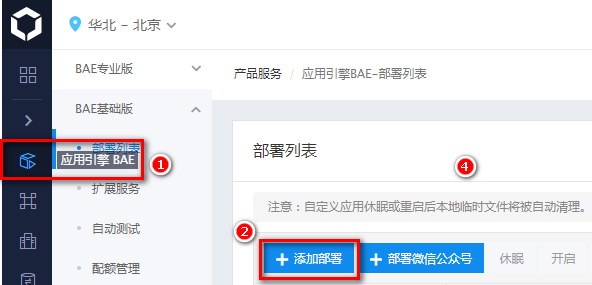 华北 - 北京
BAE专业版
产品服务 / 应用引擎BAE-部署列表
BAE基础版
部署列表
应用引擎 BAE
1
部署列表
4
扩展服务
注意：自定义应用休眠或重启后本地临时文件将被自动清理。
自动测试
2
+ 添加部署
+ 部署微信公众号
休眠
开启
配额管理